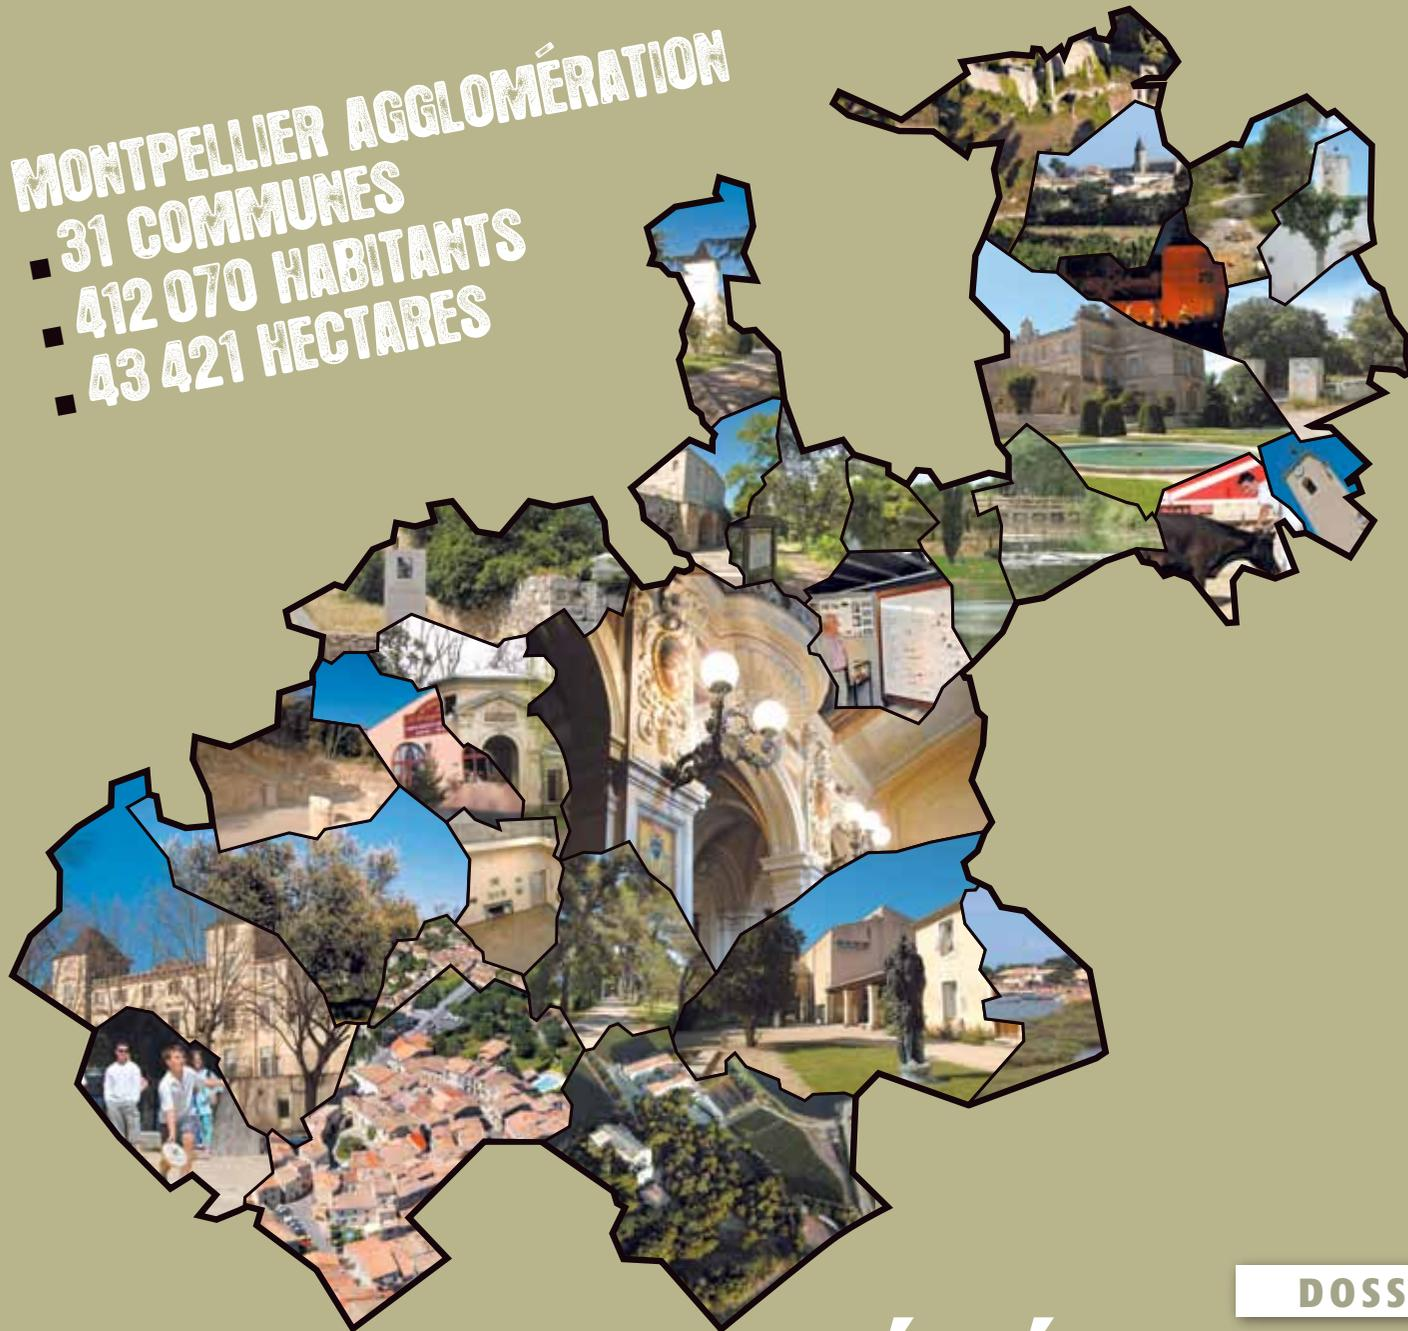 MONTPELLIER AGGLOMÉRATION
▪ 31 COMMUNES
▪ 412 070 HABITANTS
▪ 43 421 HECTARES
DOSS